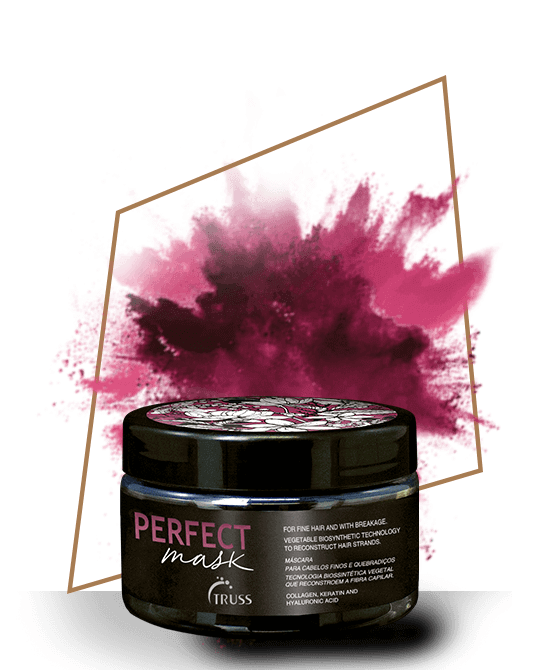 PERFECT
mask
TRUSS
FOR FINE HAIR AND WITH BREAKAGE.
VEGETABLE BIOSYNTHETIC TECHNOLOGY
TO RECONSTRUCT HAIR STRANDS.
MÁSCARA
PARA CABELOS FINOS E QUEBRADIÇOS
TECNOLOGIA BIOSSINTÉTICA VEGETAL
QUE RECONSTROEM A FIBRA CAPILAR.
COLLAGEN, KERATIN AND
HYALURONIC ACID